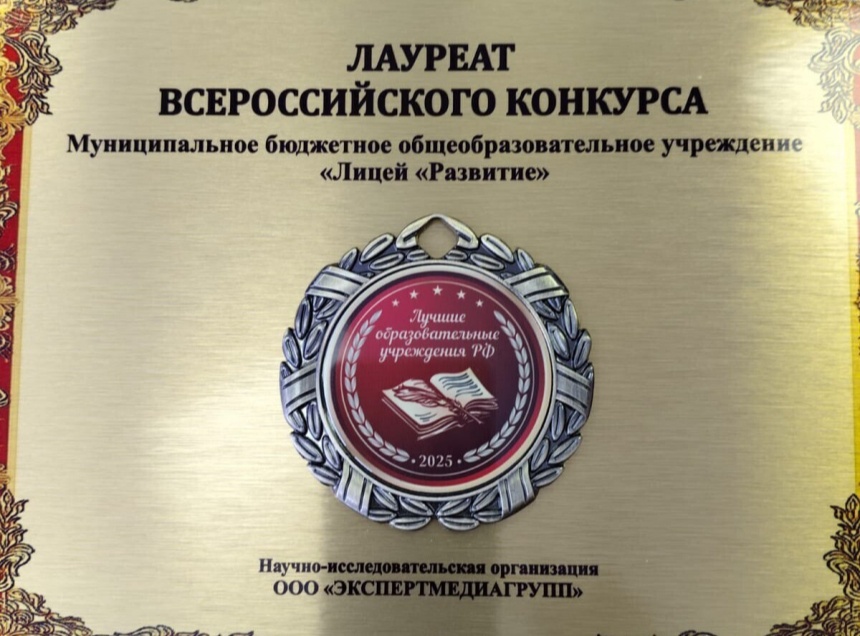 ЛАУРЕАТ
ВСЕРОССИЙСКОГО КОНКУРСА
Муниципальное бюджетное общеобразовательное учреждение
«Лицей «Развитие»
Лучшие
образовательные
учреждения РФ
· 2025 ·
Научно-исследовательская организация
ООО «ЭКСПЕРТМЕДИАГРУПП»